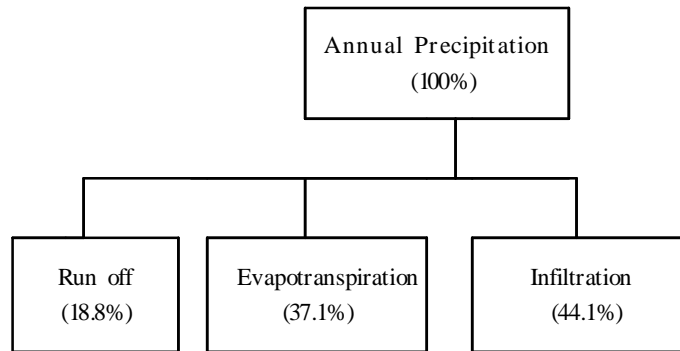 Annual Precipitation
(100%)
Run off
(18.8%)
Evapotranspiration
(37.1%)
Infiltration
(44.1%)